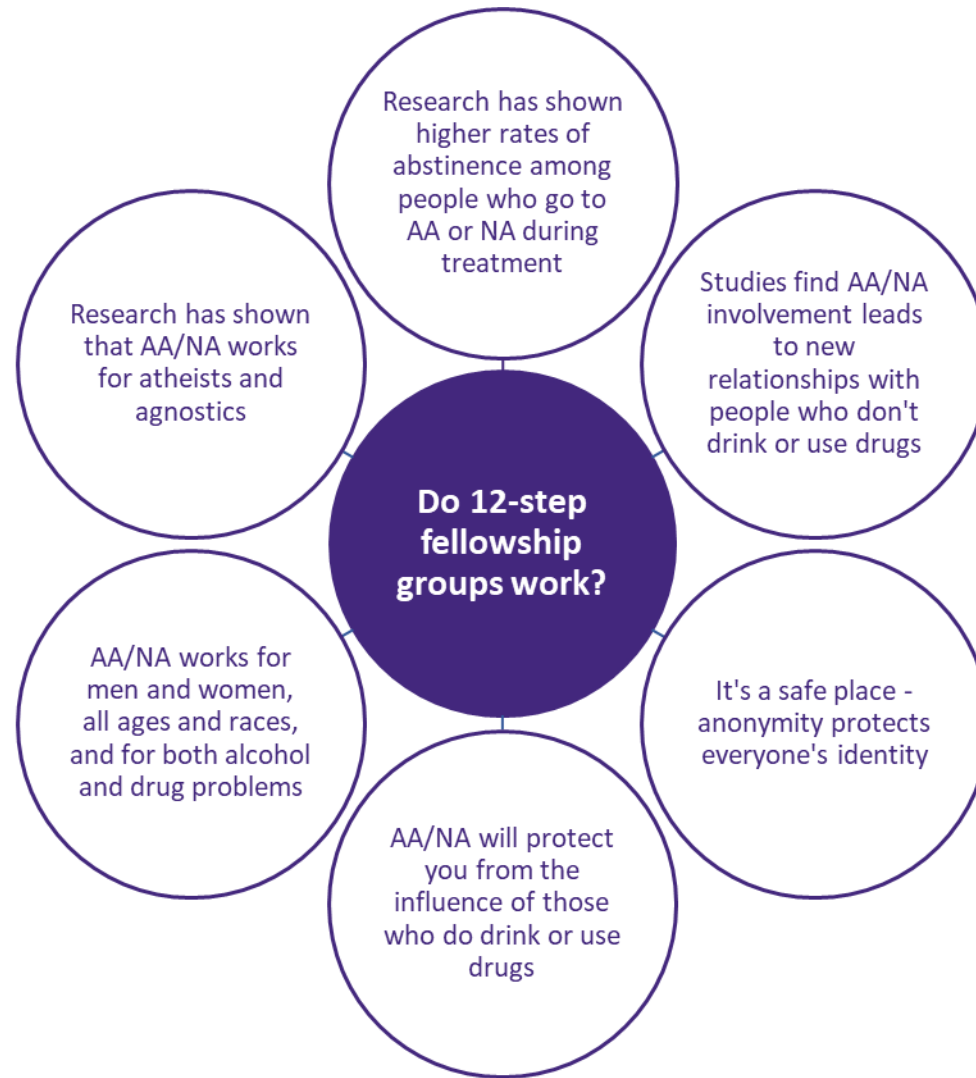 Research has shown
higher rates of
abstinence among
people who go to
AA or NA during
treatment
Studies find AA/NA
involvement leads
to new
relationships with
people who don't
drink or use drugs
It's a safe place -
anonymity protects
everyone's identity
AA/NA will protect
you from the
influence of those
who do drink or use
drugs
AA/NA works for
men and women,
all ages and races,
and for both alcohol
and drug problems
Research has shown
that AA/NA works
for atheists and
agnostics
Do 12-step
fellowship
groups work?